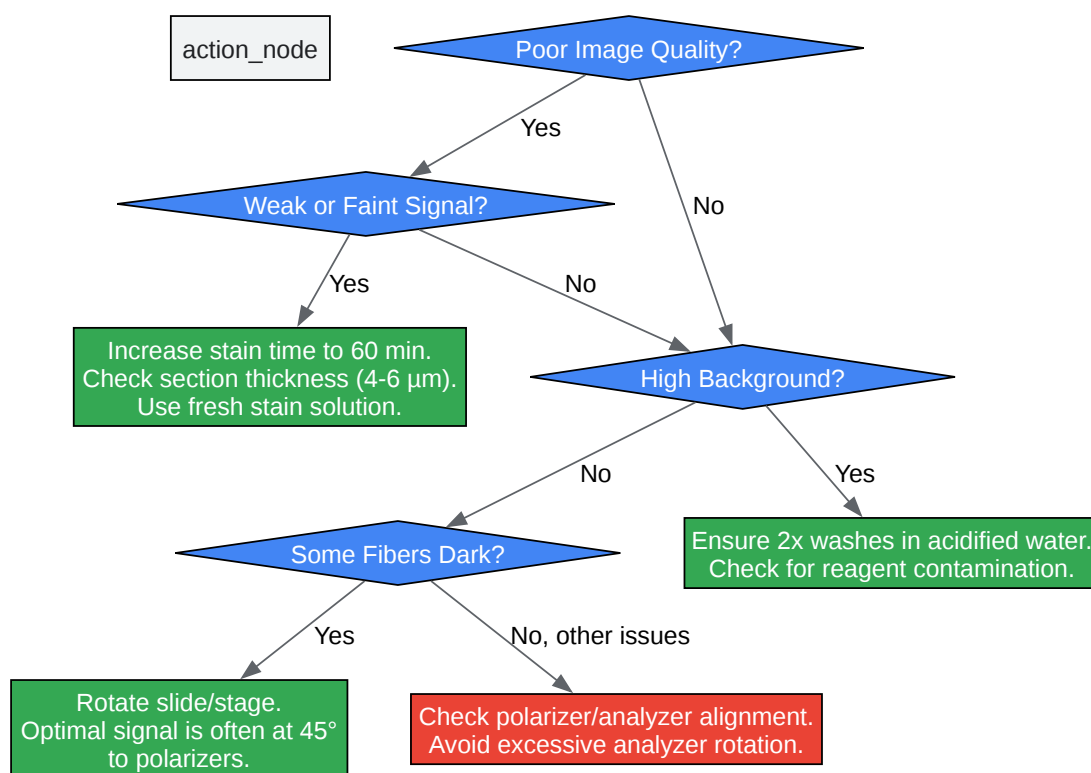 action_node
Poor Image Quality?
Yes
Weak or Faint Signal?
No
Yes
No
Increase stain time to 60 min.
Check section thickness (4-6 µm).
Use fresh stain solution.
High Background?
No
Yes
Some Fibers Dark?
Ensure 2x washes in acidified water.
Check for reagent contamination.
Yes
No, other issues
Rotate slide/stage.
Optimal signal is often at 45°
to polarizers.
Check polarizer/analyzer alignment.
Avoid excessive analyzer rotation.